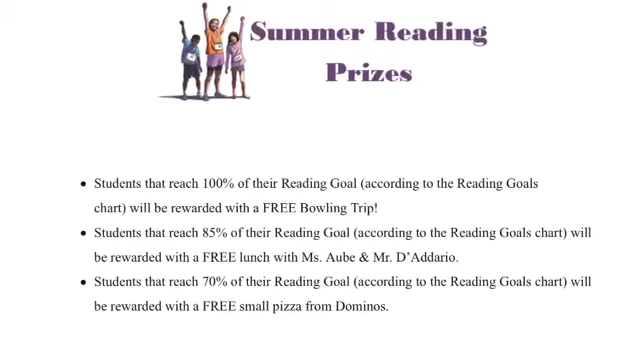 Summer Reading
Prizes
● Students that reach 100% of their Reading Goal (according to the Reading Goals
chart) will be rewarded with a FREE Bowling Trip!
● Students that reach 85% of their Reading Goal (according to the Reading Goals chart) will
be rewarded with a FREE lunch with Ms. Aube & Mr. D’Addario.
● Students that reach 70% of their Reading Goal (according to the Reading Goals chart) will
be rewarded with a FREE small pizza from Dominos.